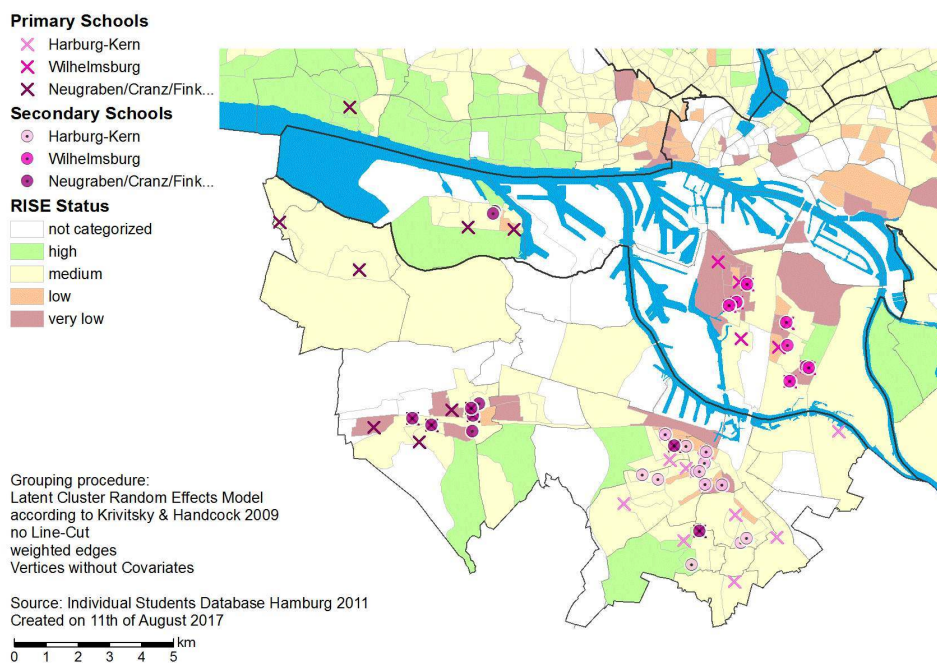 Primary Schools
Harburg-Kern
Wilhelmsburg
Neugraben/Cranz/Fink...
Secondary Schools
Harburg-Kern
Wilhelmsburg
Neugraben/Cranz/Fink...
RISE Status
not categorized
high
medium
low
very low
Grouping procedure:
Latent Cluster Random Effects Model
according to Krivitsky & Handcock 2009
no Line-Cut
weighted edges
Vertices without Covariates
Source: Individual Students Database Hamburg 2011
Created on 11th of August 2017
km
0 1 2 3 4 5